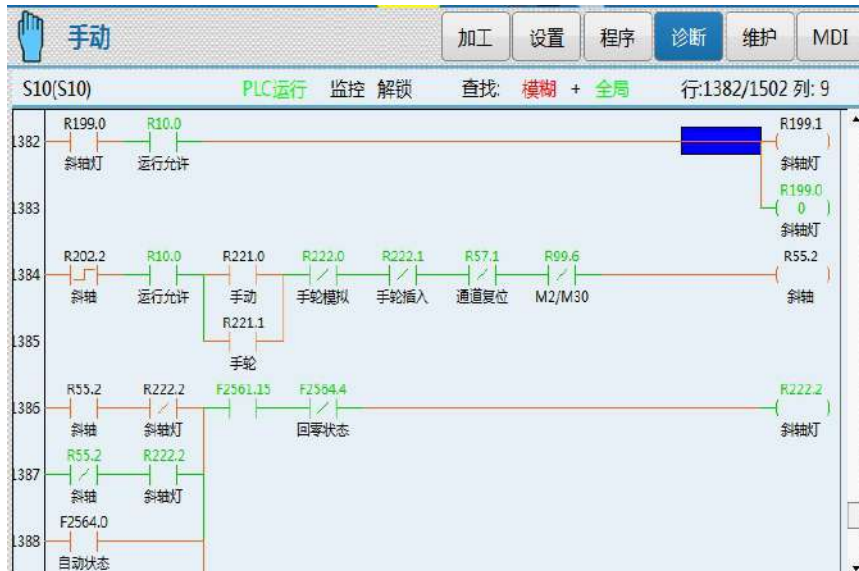 手动 加工 设置 程序 诊断 维护 MDI
S10(S10) PLC运行 监控 解锁 查找: 模糊 + 全局 行:1382/1502 列: 9
R199.0 R10.0 R199.1
1382
斜轴灯 运行允许 斜轴灯
R199.0
1383 0
斜轴灯
R202.2 R10.0 R221.0 R222.0 R222.1 R57.1 R99.6 R55.2
1384
斜轴 运行允许 手动 手轮模拟 手轮插入 通道复位 M2/M30 斜轴
R221.1
1385
手轮
R55.2 R222.2 F2561.15 F2564.4 R222.2
1386
斜轴 斜轴灯 回零状态 斜轴灯
R55.2 R222.2
1387
斜轴 斜轴灯
F2564.0
1388
自动状态